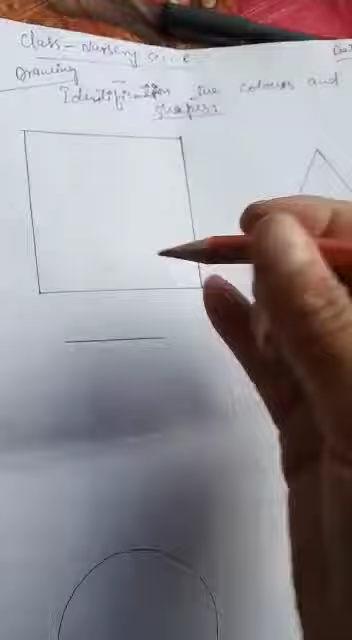 Class - Nursery
Drawing
Identification the colours and
shapes: